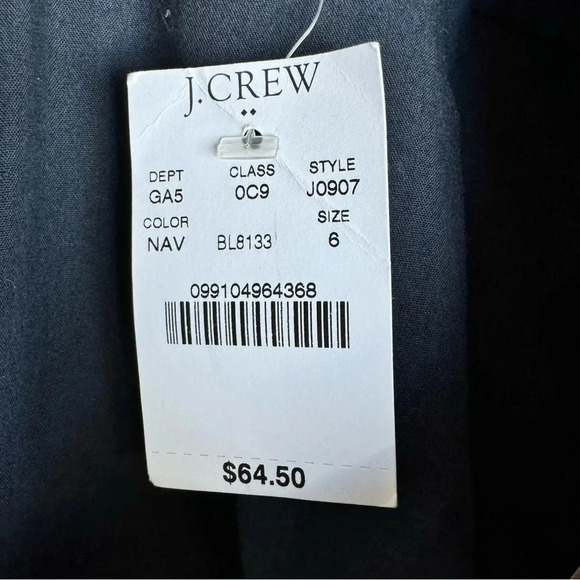 J.CREW
DEPT CLASS STYLE
GA5 0C9 J0907
COLOR SIZE
NAV BL8133 6
099104964368
$64.50